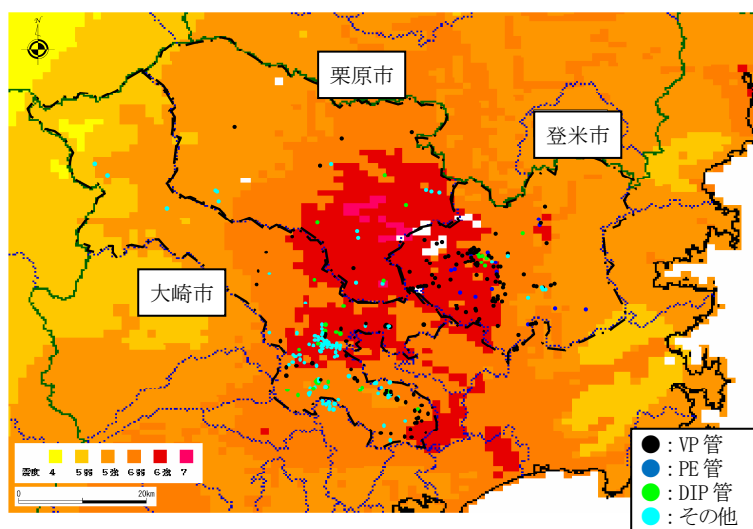 N
栗原市
登米市
大崎市
震度 4 5弱 5強 6弱 6強 7
0 20km
: VP 管
: PE 管
: DIP 管
: その他